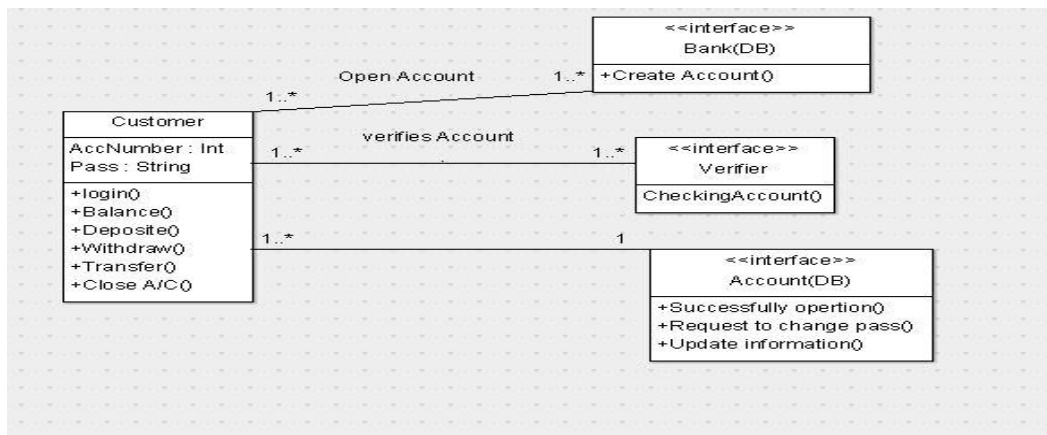 <<interface>>
Bank(DB)
+Create Account()
Open Account
1..*
1..*
Customer
AccNumber : Int
Pass : String
+login()
+Balance()
+Deposite()
+Withdraw()
+Transfer()
+Close A/C()
verifies Account
1..*
1..*
<<interface>>
Verifier
CheckingAccount()
1..*
1
<<interface>>
Account(DB)
+Successfully opertion()
+Request to change pass()
+Update information()